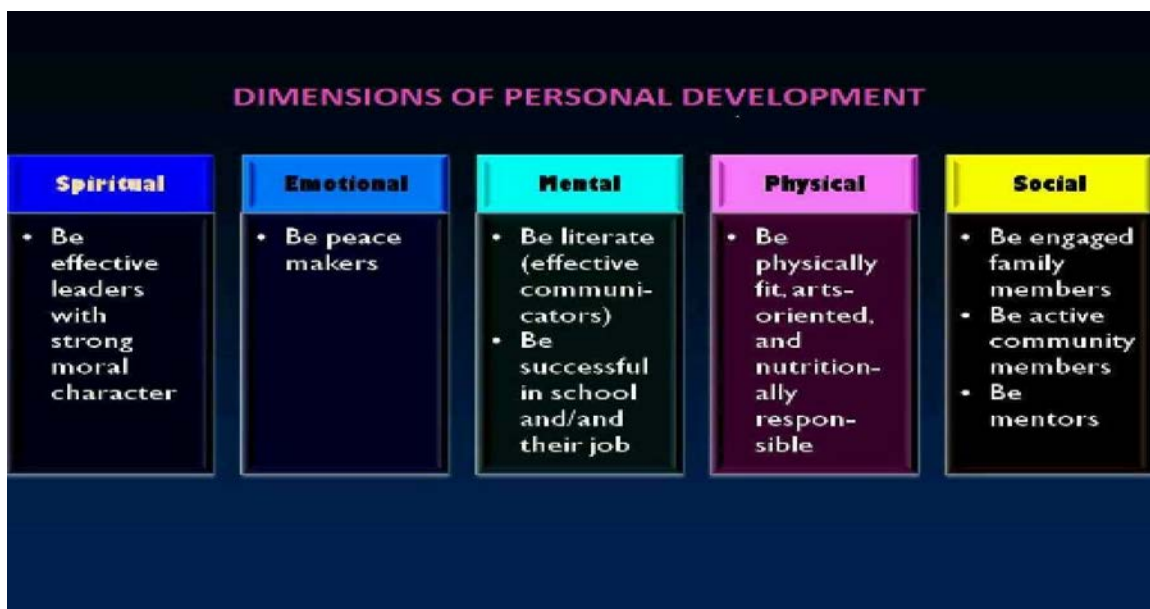 DIMENSIONS OF PERSONAL DEVELOPMENT
Spiritual
• Be
effective
leaders
with
strong
moral
character
Emotional
• Be peace
makers
Mental
• Be literate
(effective
communi-
cators)
• Be
successful
in school
and/and
their job
Physical
• Be
physically
fit, arts-
oriented,
and
nutrition-
ally
respon-
sible
Social
• Be engaged
family
members
• Be active
community
members
• Be
mentors